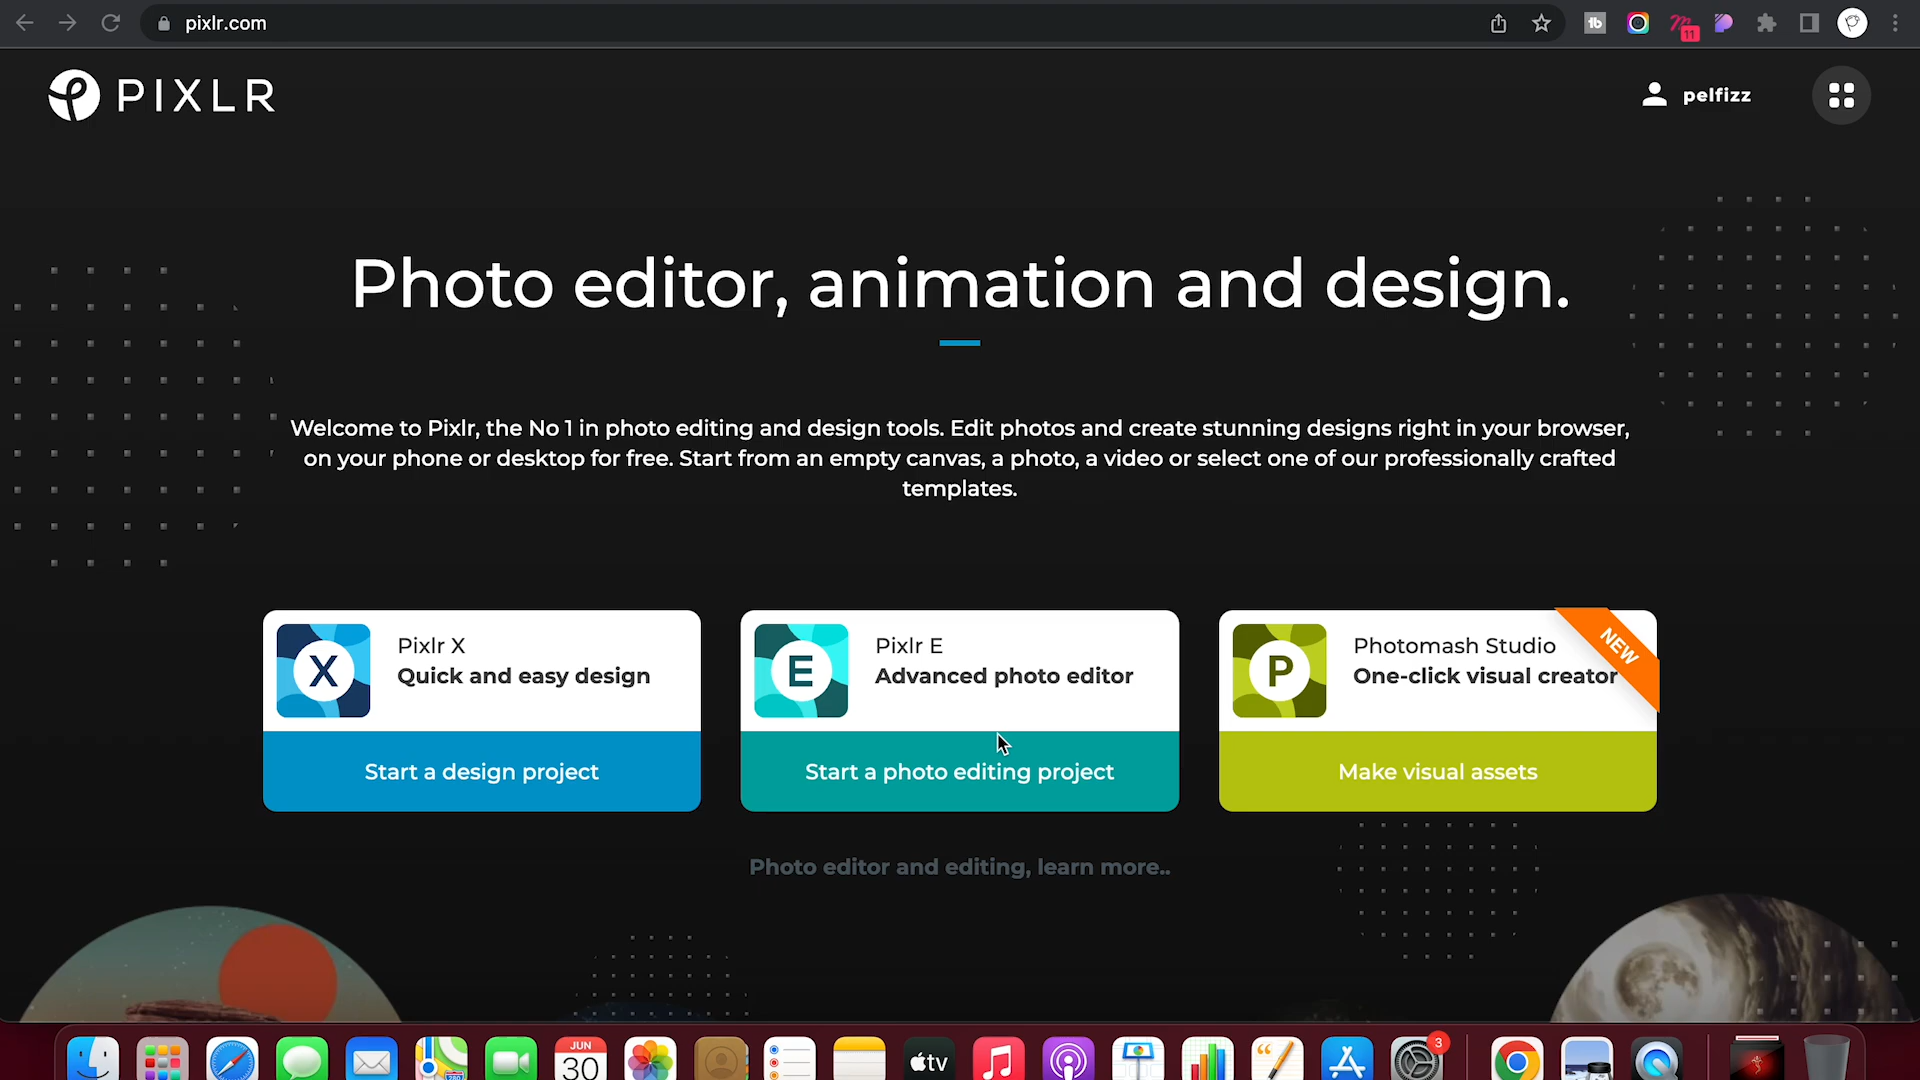 pixlr.com
11
PIXLR
pelfizz
Photo editor, animation and design.
Welcome to Pixlr, the No 1 in photo editing and design tools. Edit photos and create stunning designs right in your browser,
on your phone or desktop for free. Start from an empty canvas, a photo, a video or select one of our professionally crafted
templates.
X
Pixlr X
Quick and easy design
Start a design project
E
Pixlr E
Advanced photo editor
Start a photo editing project
P
Photomash Studio
One-click visual creator
NEW
Make visual assets
Photo editor and editing, learn more..
JUN
30
tv
3
280